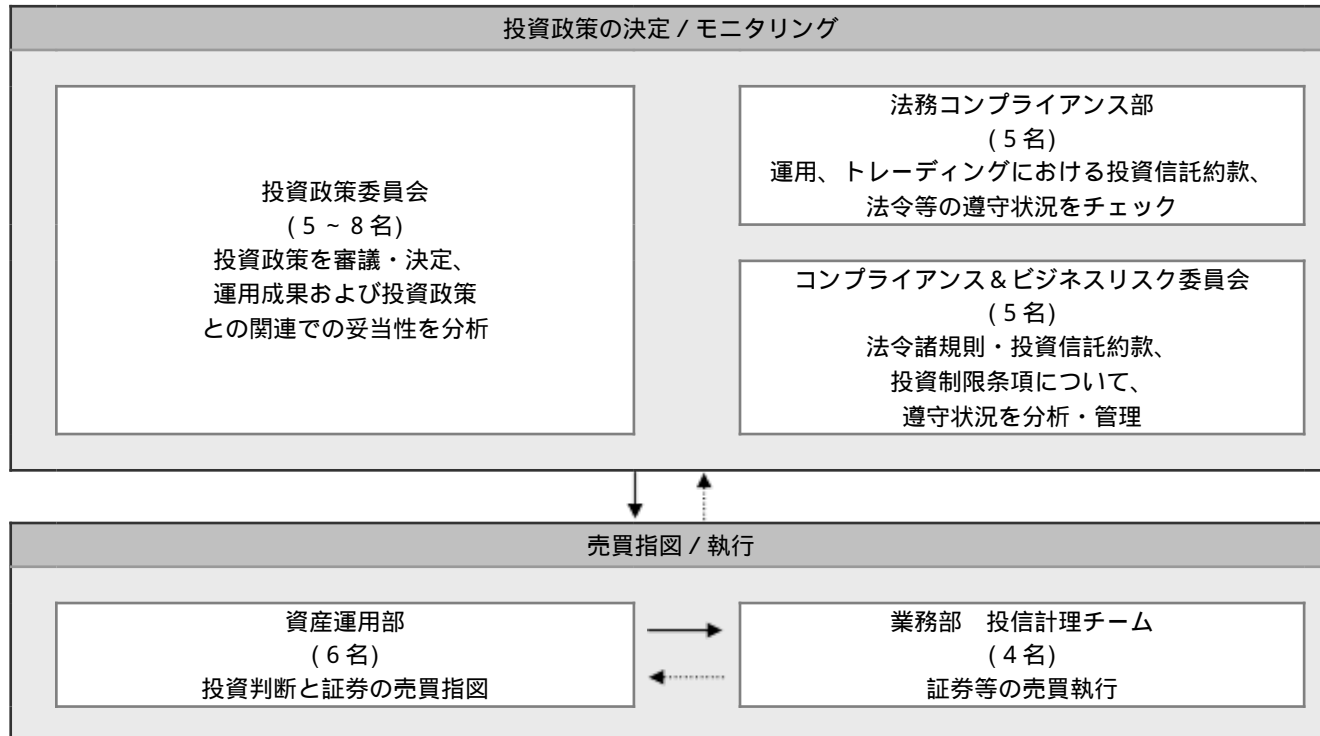 投資政策の決定 / モニタリング
投資政策委員会
( 5 ~ 8 名)
投資政策を審議・決定、
運用成果および投資政策
との関連での妥当性を分析
法務コンプライアンス部
( 5 名)
運用、トレーディングにおける投資信託約款、
法令等の遵守状況をチェック
コンプライアンス&ビジネスリスク委員会
( 5 名)
法令諸規則・投資信託約款、
投資制限条項について、
遵守状況を分析・管理
売買指図 / 執行
資産運用部
( 6 名)
投資判断と証券の売買指図
業務部 投信計理チーム
( 4 名)
証券等の売買執行